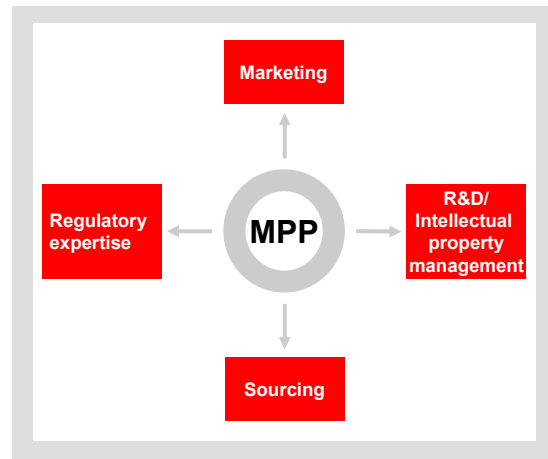 Marketing
Regulatory
expertise
MPP
R&D/
Intellectual
property
management
Sourcing